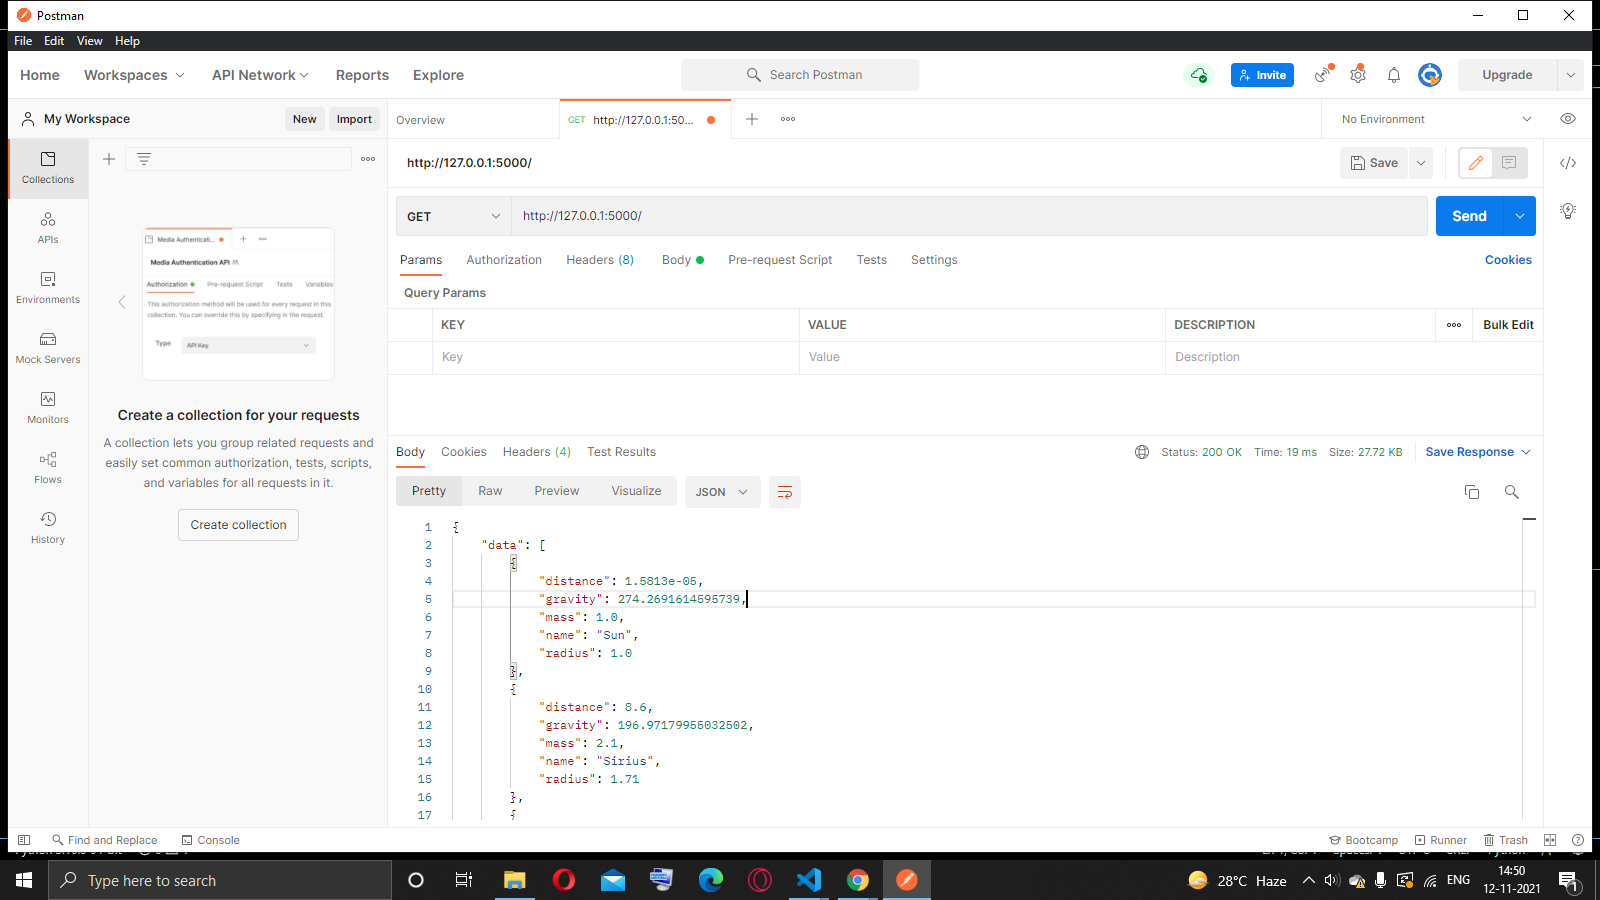 Postman
File Edit View Help
Home Workspaces API Network Reports Explore Search Postman Invite Upgrade
My Workspace New Import Overview GET http://127.0.0.1:50... No Environment
Collections
APIs
Environments
Mock Servers
Monitors
Flows
History
Media Authenticati...
Media Authentication API
Authorization Pre-request Script Tests Variables
This authorization method will be used for every request in this
collection. You can override this by specifying in the request.
Type API Key
Create a collection for your requests
A collection lets you group related requests and
easily set common authorization, tests, scripts,
and variables for all requests in it.
Create collection
http://127.0.0.1:5000/ Save
GET http://127.0.0.1:5000/ Send
Params Authorization Headers (8) Body Pre-request Script Tests Settings Cookies
Query Params
KEY VALUE DESCRIPTION Bulk Edit
Key Value Description
Body Cookies Headers (4) Test Results Status: 200 OK Time: 19 ms Size: 27.72 KB Save Response
Pretty Raw Preview Visualize JSON
1 {
2 "data": [
3 {
4 "distance": 1.5813e-05,
5 "gravity": 274.2691614595739,
6 "mass": 1.0,
7 "name": "Sun",
8 "radius": 1.0
9 },
10 {
11 "distance": 8.6,
12 "gravity": 196.97179955032502,
13 "mass": 2.1,
14 "name": "Sirius",
15 "radius": 1.71
16 },
17 {
Find and Replace Console Bootcamp Runner Trash
Type here to search 28°C Haze ENG 14:50
12-11-2021 1